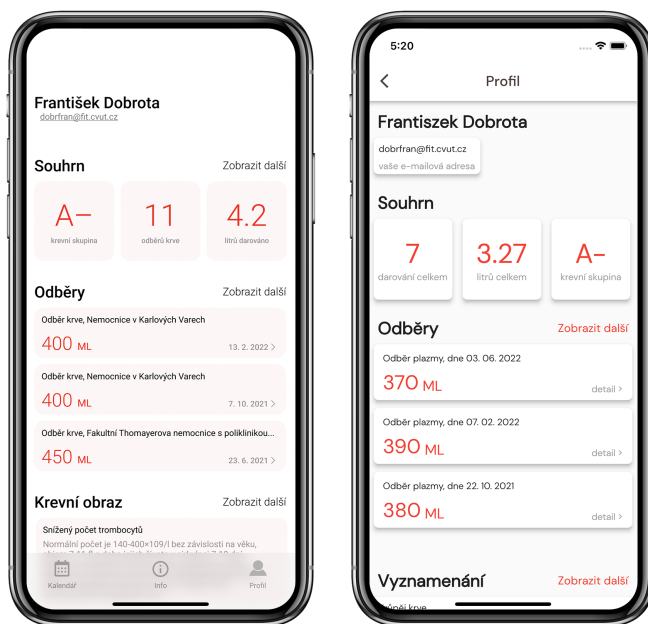 František Dobrota
dobrfran@fit.cvut.cz
Souhrn
Zobrazit další
A–
krevní skupina
11
odběrů krve
4.2
litrů darováno
Odběry
Zobrazit další
Odběr krve, Nemocnice v Karlových Varech
400 ML
13. 2. 2022 >
Odběr krve, Nemocnice v Karlových Varech
400 ML
7. 10. 2021 >
Odběr krve, Fakultní Thomayerova nemocnice s poliklinikou...
450 ML
23. 6. 2021 >
Krevní obraz
Zobrazit další
Snížený počet trombocytů
Normální počet je 140-400×109/l bez závislosti na věku,
Kalendář
Info
Profil
5:20
Profil
Frantiszek Dobrota
dobrfran@fit.cvut.cz
vaše e-mailová adresa
Souhrn
7
darování celkem
3.27
litrů celkem
A-
krevní skupina
Odběry
Zobrazit další
Odběr plazmy, dne 03. 06. 2022
370 ML
detail >
Odběr plazmy, dne 07. 02. 2022
390 ML
detail >
Odběr plazmy, dne 22. 10. 2021
380 ML
detail >
Vyznamenání
Zobrazit další
krve